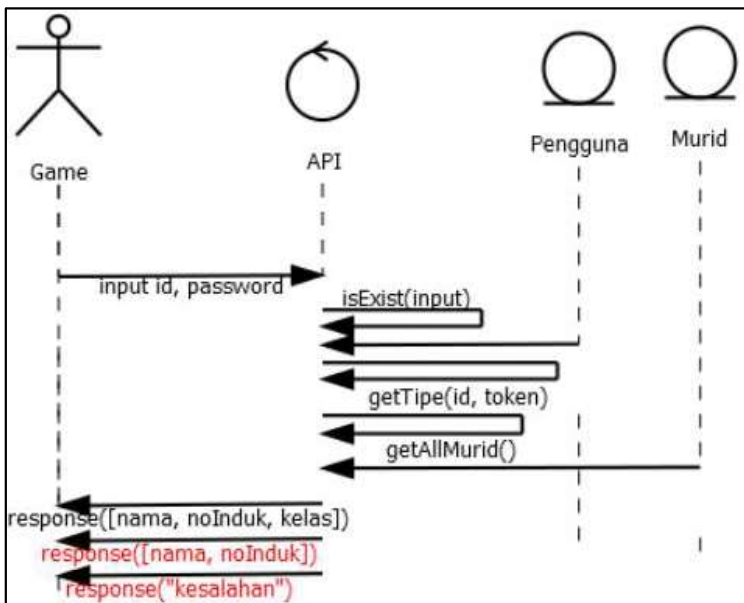 Game
API
Pengguna
Murid
input id, password
isExist(input)
getTipe(id, token)
getAllMurid()
response([nama, noInduk, kelas])
response([nama, noInduk])
response("kesalahan")